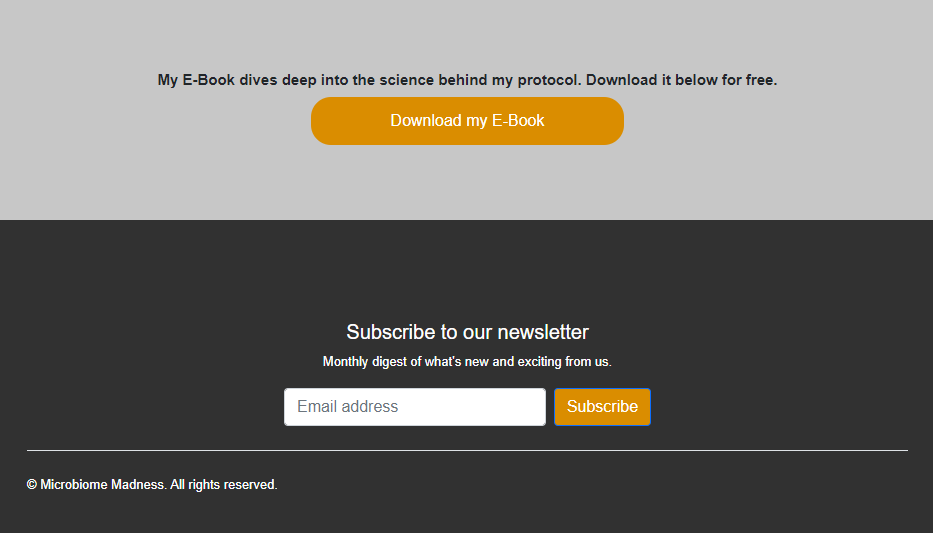 My E-Book dives deep into the science behind my protocol. Download it below for free.
Download my E-Book
Subscribe to our newsletter
Monthly digest of what's new and exciting from us.
Email address
Subscribe
© Microbiome Madness. All rights reserved.